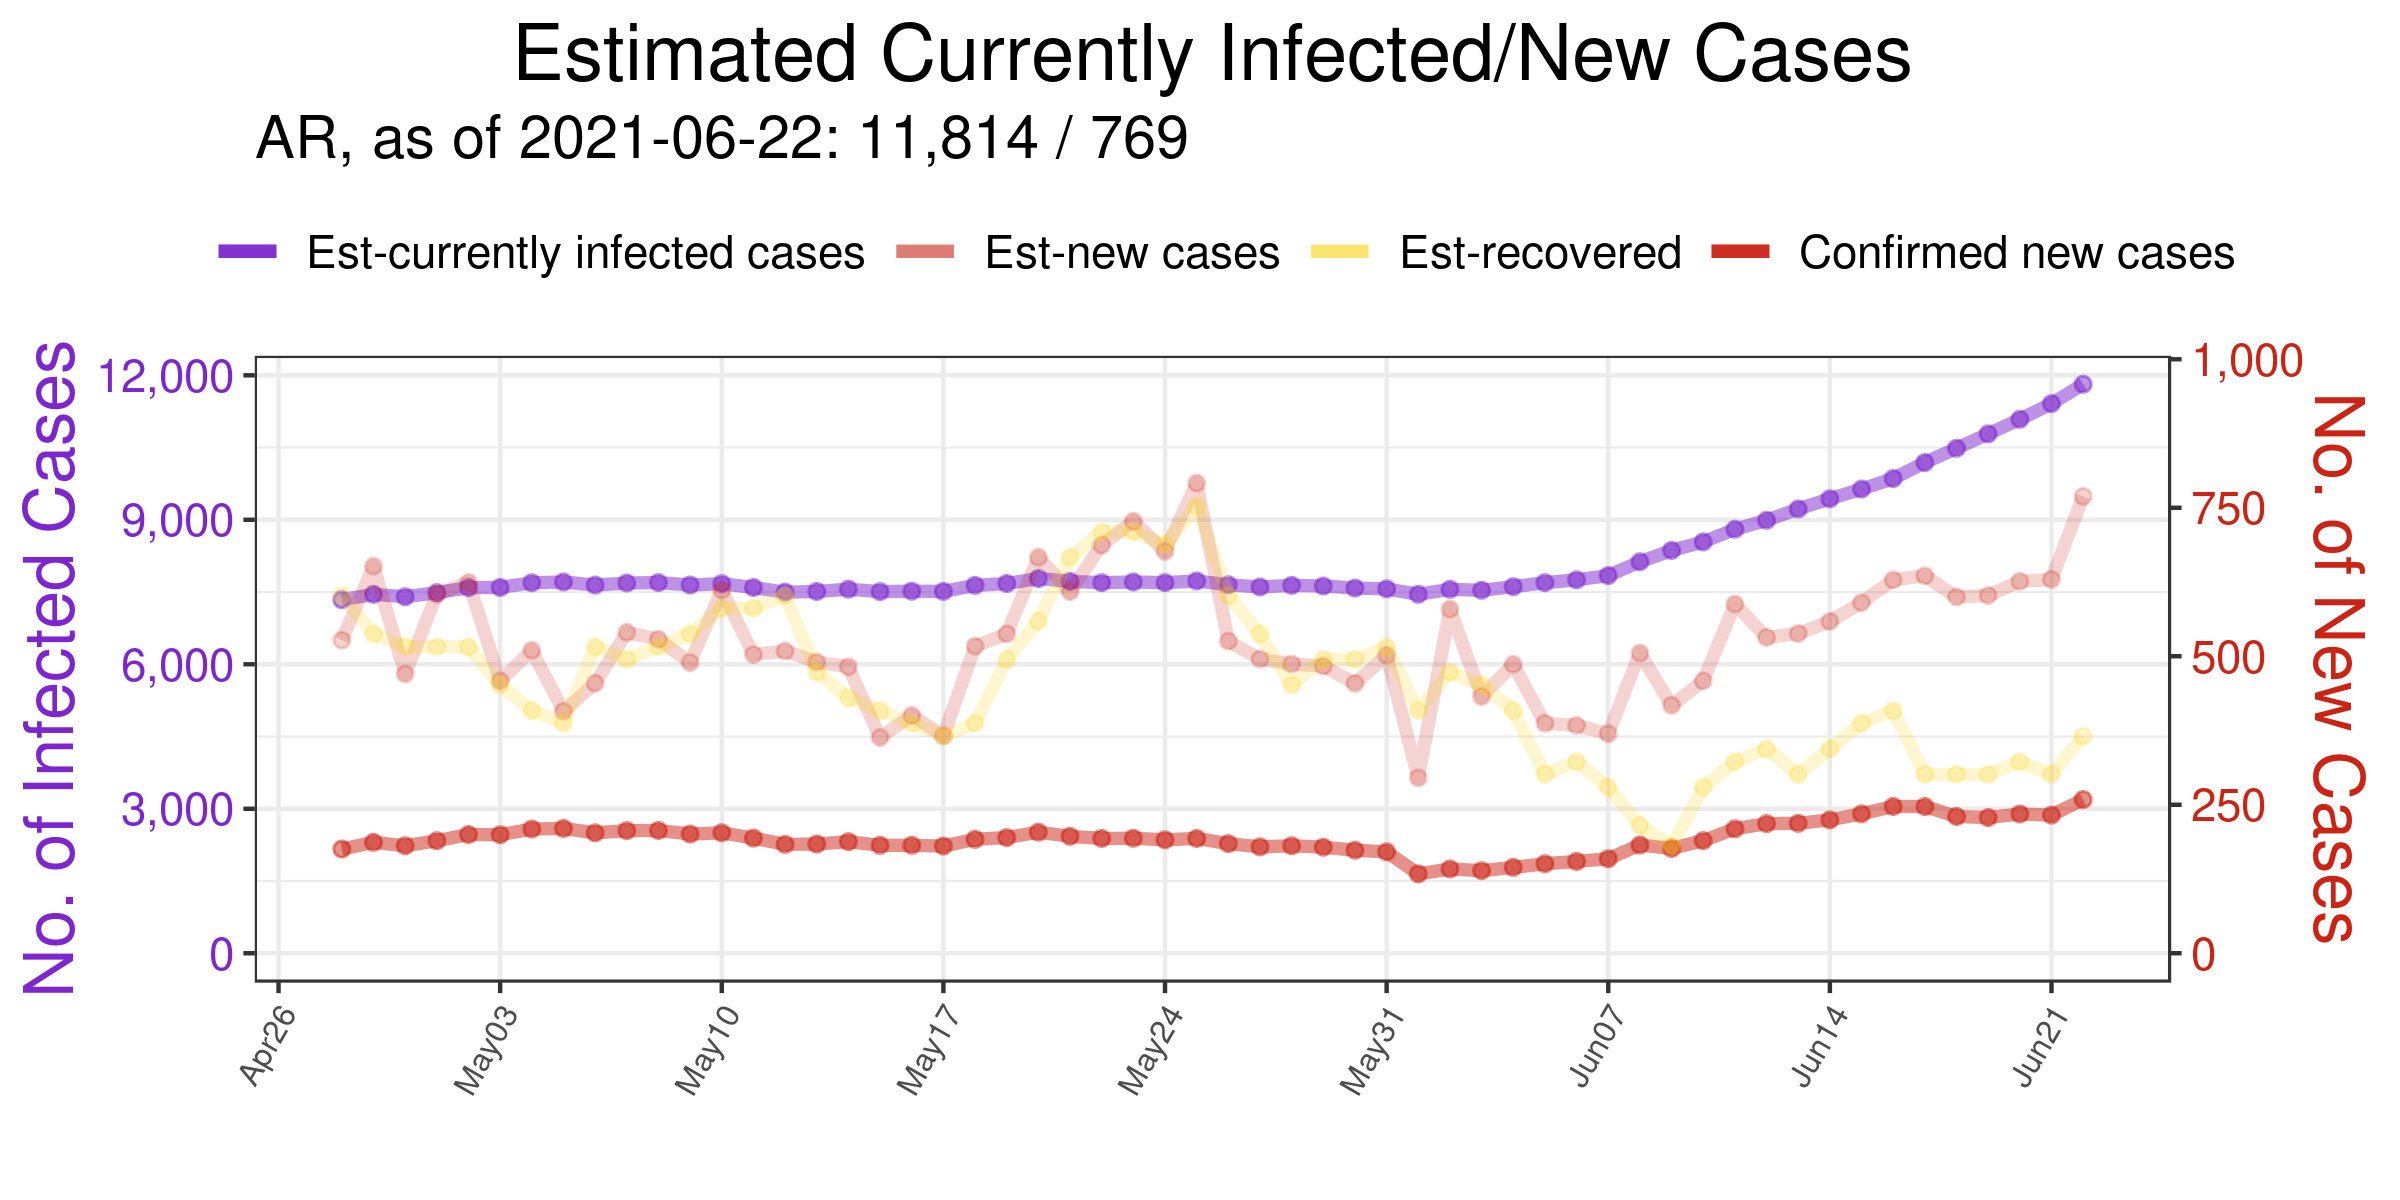 Estimated Currently Infected/New Cases
AR, as of 2021-06-22: 11,814 / 769
Est-currently infected cases Est-new cases Est-recovered Confirmed new cases
No. of Infected Cases
12,000
9,000
6,000
3,000
0
1,000
750
500
250
0
No. of New Cases
Apr26 May03 May10 May17 May24 May31 Jun07 Jun14 Jun21